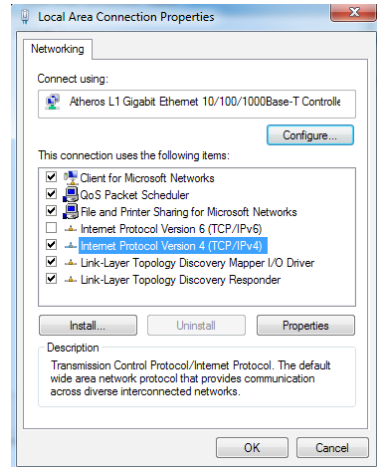 Local Area Connection Properties
Networking
Connect using:
Atheros L1 Gigabit Ethernet 10/100/1000Base-T Controlle
Configure...
This connection uses the following items:
Client for Microsoft Networks
QoS Packet Scheduler
File and Printer Sharing for Microsoft Networks
Internet Protocol Version 6 (TCP/IPv6)
Internet Protocol Version 4 (TCP/IPv4)
Link-Layer Topology Discovery Mapper I/O Driver
Link-Layer Topology Discovery Responder
Install... Uninstall Properties
Description
Transmission Control Protocol/Internet Protocol. The default
wide area network protocol that provides communication
across diverse interconnected networks.
OK Cancel